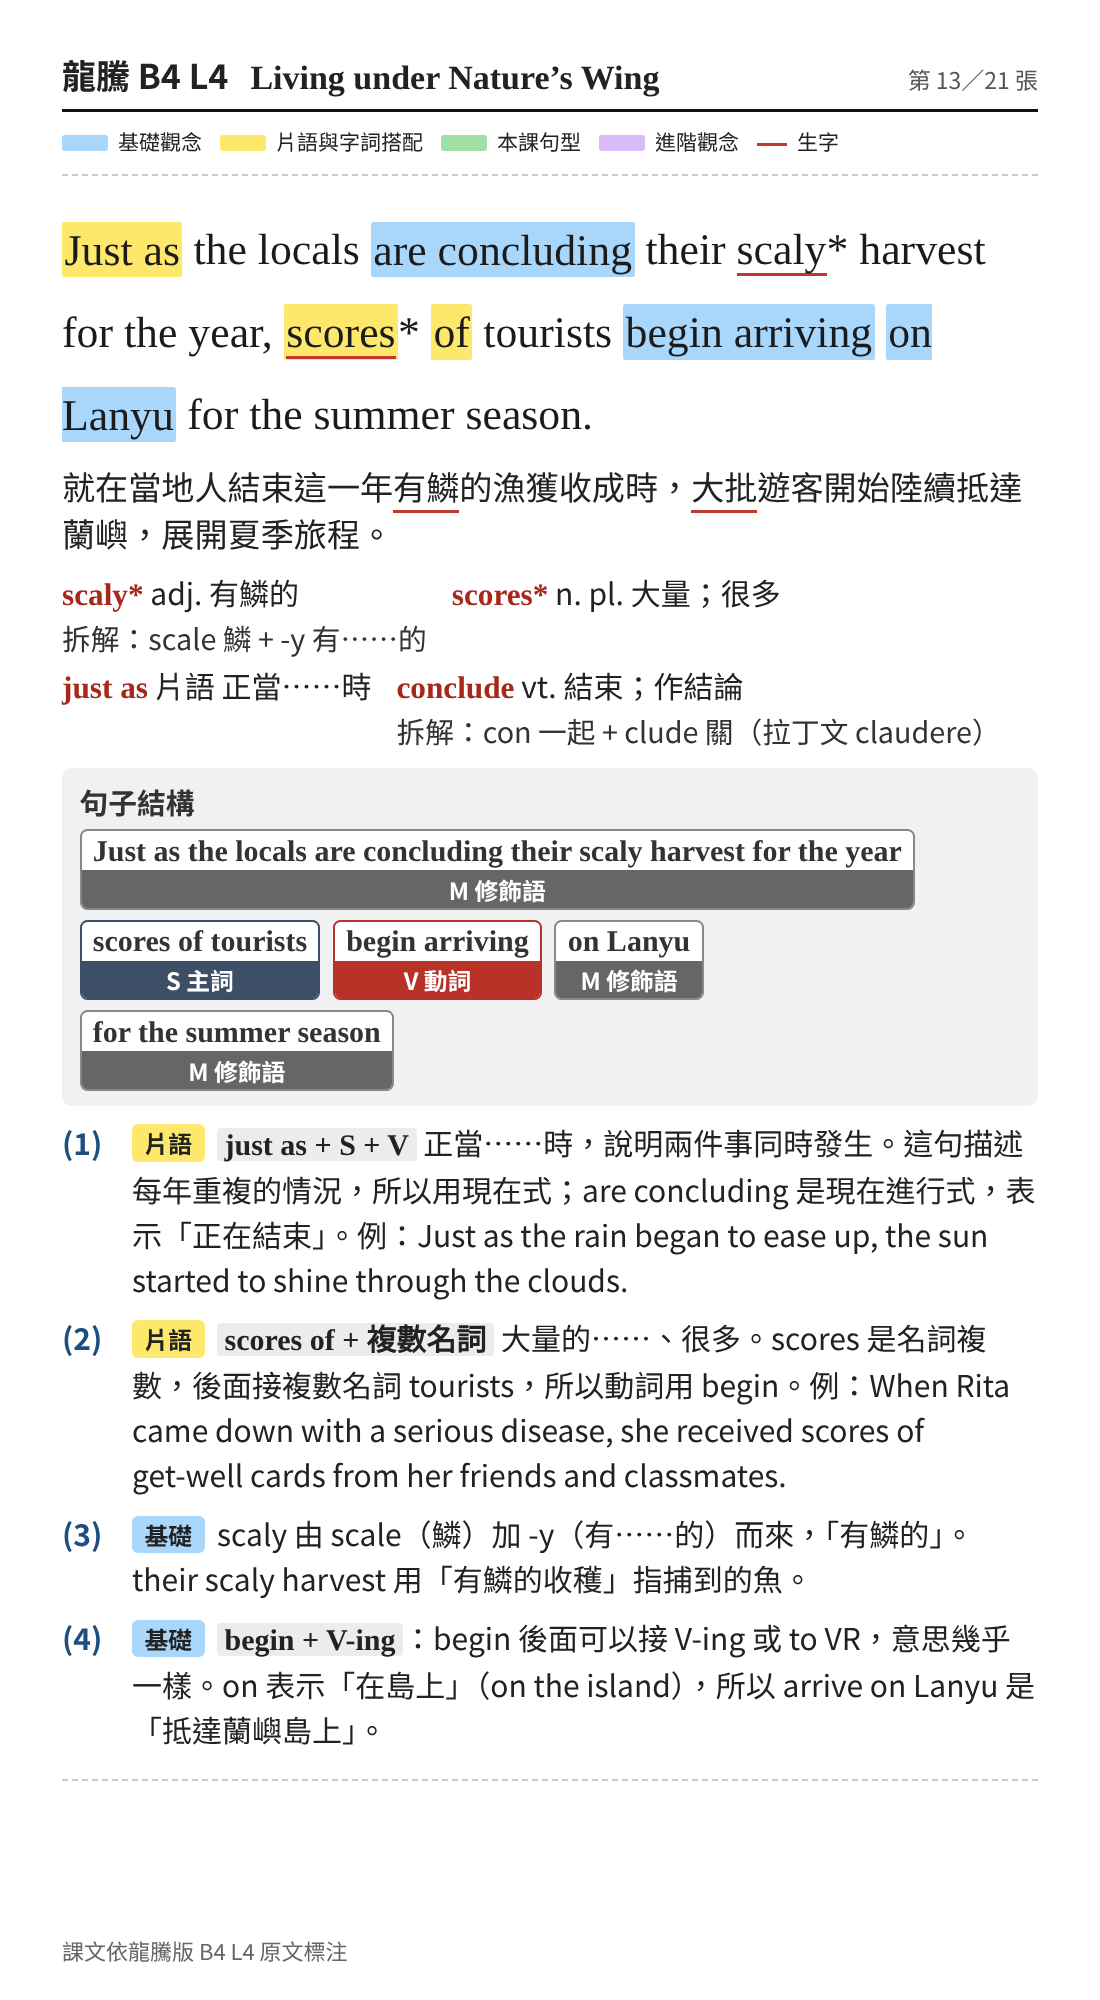 龍騰 B4 L4 Living under Nature’s Wing 第 13／21 張
基礎觀念 片語與字詞搭配 本課句型 進階觀念 生字
Just as the locals are concluding their scaly* harvest
for the year, scores* of tourists begin arriving on
Lanyu for the summer season.
就在當地人結束這一年有鱗的漁獲收成時，大批遊客開始陸續抵達
蘭嶼，展開夏季旅程。
scaly* adj. 有鱗的 scores* n. pl. 大量；很多
拆解：scale 鱗 + -y 有……的
just as 片語 正當……時 conclude vt. 結束；作結論
拆解：con 一起 + clude 關（拉丁文 claudere）
句子結構
Just as the locals are concluding their scaly harvest for the year
M 修飾語
scores of tourists begin arriving on Lanyu
S 主詞 V 動詞 M 修飾語
for the summer season
M 修飾語
(1) 片語 just as + S + V 正當……時，說明兩件事同時發生。這句描述
每年重複的情況，所以用現在式；are concluding 是現在進行式，表
示「正在結束」。例：Just as the rain began to ease up, the sun
started to shine through the clouds.
(2) 片語 scores of + 複數名詞 大量的……、很多。scores 是名詞複
數，後面接複數名詞 tourists，所以動詞用 begin。例：When Rita
came down with a serious disease, she received scores of
get-well cards from her friends and classmates.
(3) 基礎 scaly 由 scale（鱗）加 -y（有……的）而來，「有鱗的」。
their scaly harvest 用「有鱗的收穫」指捕到的魚。
(4) 基礎 begin + V-ing：begin 後面可以接 V-ing 或 to VR，意思幾乎
一樣。on 表示「在島上」（on the island），所以 arrive on Lanyu 是
「抵達蘭嶼島上」。
課文依龍騰版 B4 L4 原文標注